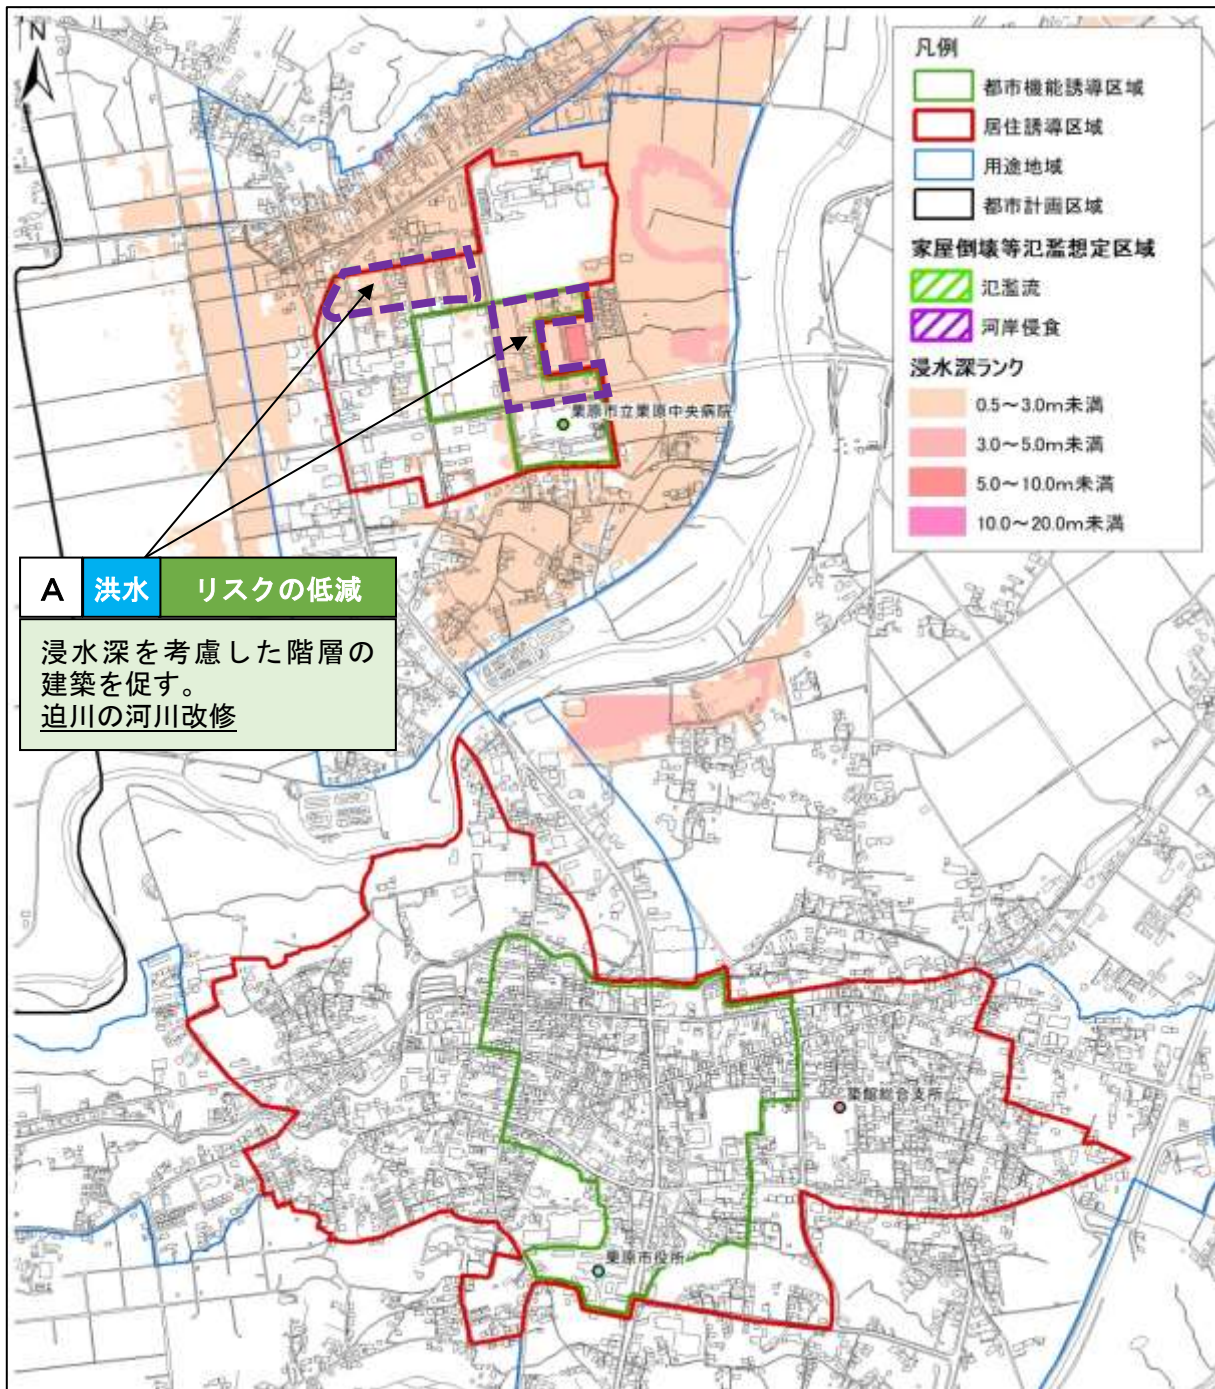 N
凡例
都市機能誘導区域
居住誘導区域
用途地域
都市計画区域
家屋倒壊等氾濫想定区域
氾濫流
河岸侵食
浸水深ランク
0.5～3.0m未満
3.0～5.0m未満
5.0～10.0m未満
10.0～20.0m未満
栗原市立栗原中央病院
A 洪水 リスクの低減
浸水深を考慮した階層の
建築を促す。
迫川の河川改修
築館総合支所
栗原市役所